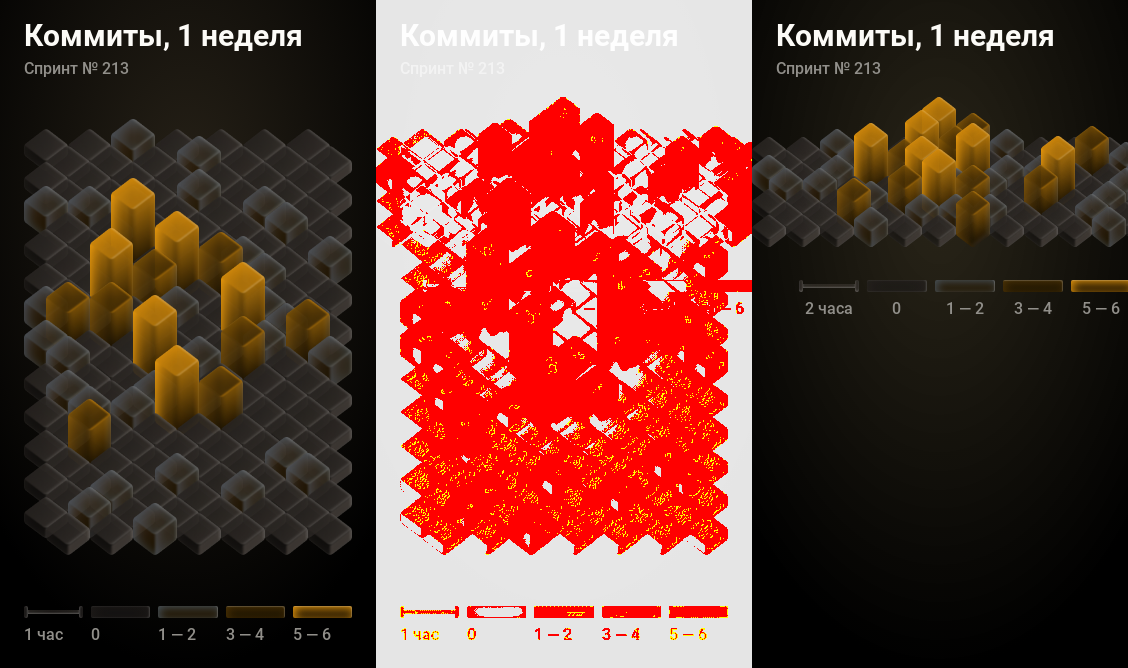 Коммиты, 1 неделя
Спринт № 213
1 час 0 1 – 2 3 – 4 5 – 6
Коммиты, 1 неделя
Спринт № 213
– – 6
1 час 0 1 – 2 3 – 4 5 – 6
Коммиты, 1 неделя
Спринт № 213
2 часа 0 1 – 2 3 – 4 5 – 6